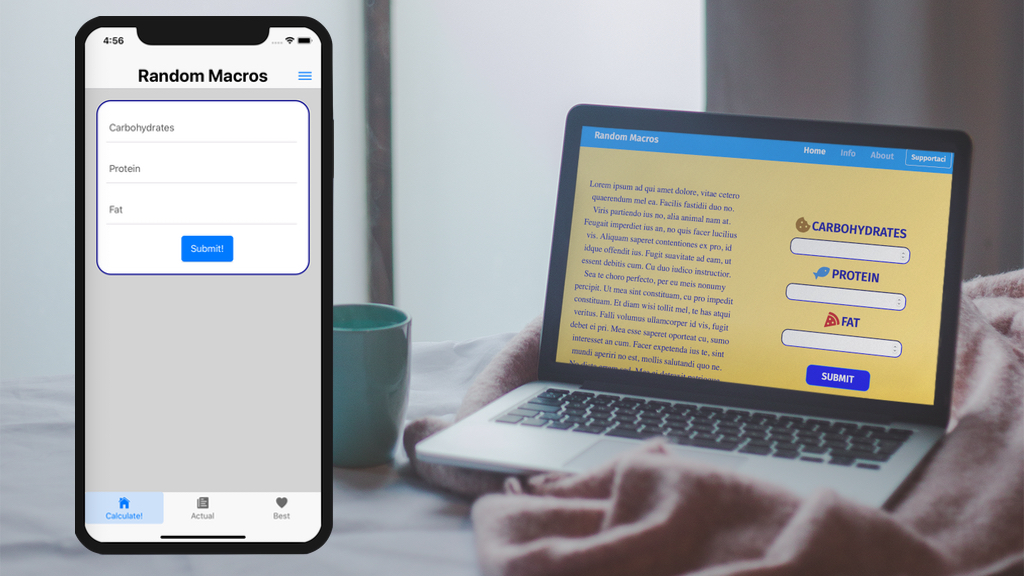 4:56
Random Macros
Carbohydrates
Protein
Fat
Submit!
Calculate!
Actual
Best
Random Macros
Home Info About Supportaci
Lorem ipsum ad qui amet dolore, vitae cetero
quaerendum mel ea. Facilis fastidii duo no.
Viris partiendo ius no, alia animal nam at.
Feugait imperdiet ius an, no quis facer lucilius
vis. Aliquam saperet contentiones ex pro, id
idque offendit ius. Fugit suavitate ad eam, ut
essent debitis cum. Cu duo iudico instructior.
Sea te choro perfecto, per eu meis nonumy
percipit. Ut mea sint constituam, cu pro impedit
constituam. Et diam wisi tollit mel, te has atqui
veritus. Falli volumus ullamcorper id vis, fugit
debet ei pri. Mea esse saperet oporteat cu, sumo
interesset an cum. Facer expetenda ius te, sint
mundi aperiri no est, mollis salutandi quo ne.
CARBOHYDRATES
PROTEIN
FAT
SUBMIT